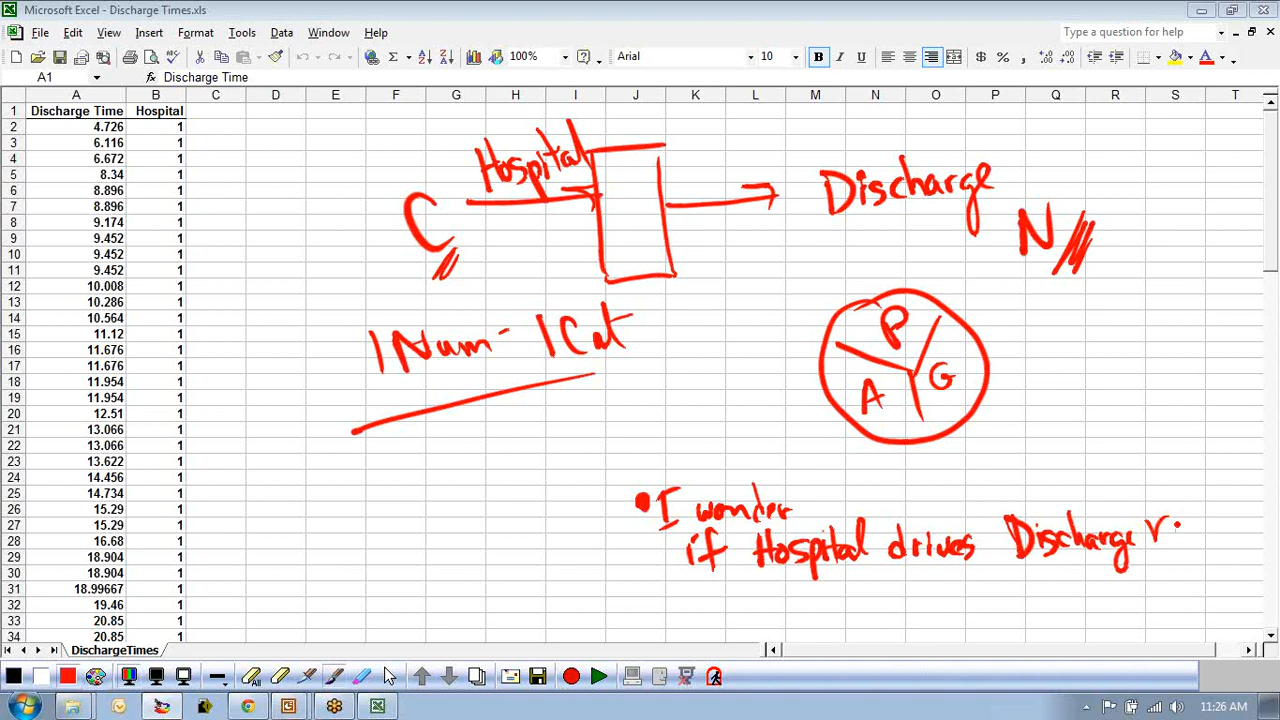 Microsoft Excel - Discharge Times.xls
File Edit View Insert Format Tools Data Window Help
Type a question for help
100%
Arial
10
B I U
$ %
A1
fx Discharge Time
A B C D E F G H I J K L M N O P Q R S T
1 Discharge Time Hospital
2 4.726 1
3 6.116 1
4 6.672 1
5 8.34 1
6 8.896 1
7 8.896 1
8 9.174 1
9 9.452 1
10 9.452 1
11 9.452 1
12 10.008 1
13 10.286 1
14 10.564 1
15 11.12 1
16 11.676 1
17 11.676 1
18 11.954 1
19 11.954 1
20 12.51 1
21 13.066 1
22 13.066 1
23 13.622 1
24 14.456 1
25 14.734 1
26 15.29 1
27 15.29 1
28 16.68 1
29 18.904 1
30 18.904 1
31 18.99667 1
32 19.46 1
33 20.85 1
34 20.85 1
Hospital
C
Discharge
N
1 Num - 1 Cat
P
A
G
I wonder
if Hospital drives Discharge
DischargeTimes
11:26 AM